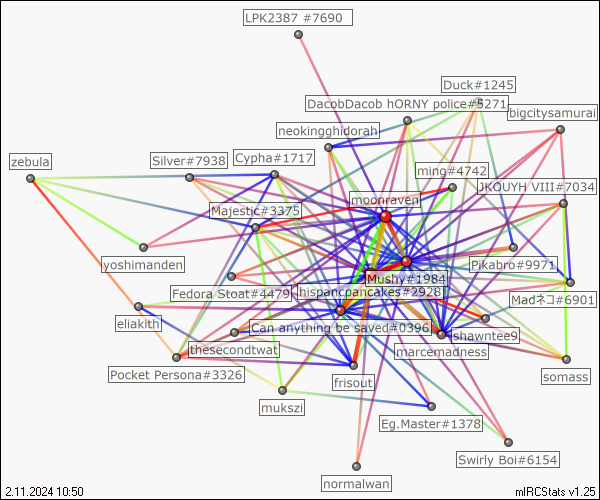 LPK2387 #7690
Duck#1245
DacobDacob hORNY police#5271
bigcitysamurai
neokingghidorah
zebula
Silver#7938
Cypha#1717
ming#4742
JKOUYH VIII#7034
moonraven
Majestic#3375
yoshimanden
Pikabro#9971
Mushy#1984
Fedora Stoat#4479
hispancpancakes#2928
Madネコ#6901
eliakith
Can anything be saved#0396
shawntee9
thesecondtwat
marcemadness
Pocket Persona#3326
frisout
somass
mukszi
Eg.Master#1378
Swirly Boi#6154
normalwan
2.11.2024 10:50
mIRCStats v1.25